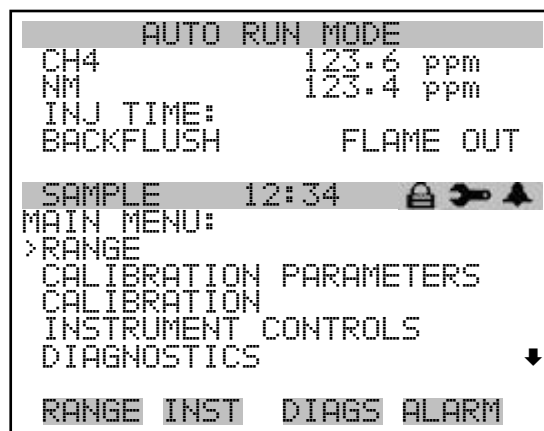 AUTO RUN MODE
CH4 123.6 ppm
NM 123.4 ppm
INJ TIME:
BACKFLUSH FLAME OUT
SAMPLE 12:34
MAIN MENU:
>RANGE
CALIBRATION PARAMETERS
CALIBRATION
INSTRUMENT CONTROLS
DIAGNOSTICS
RANGE INST DIAGS ALARM